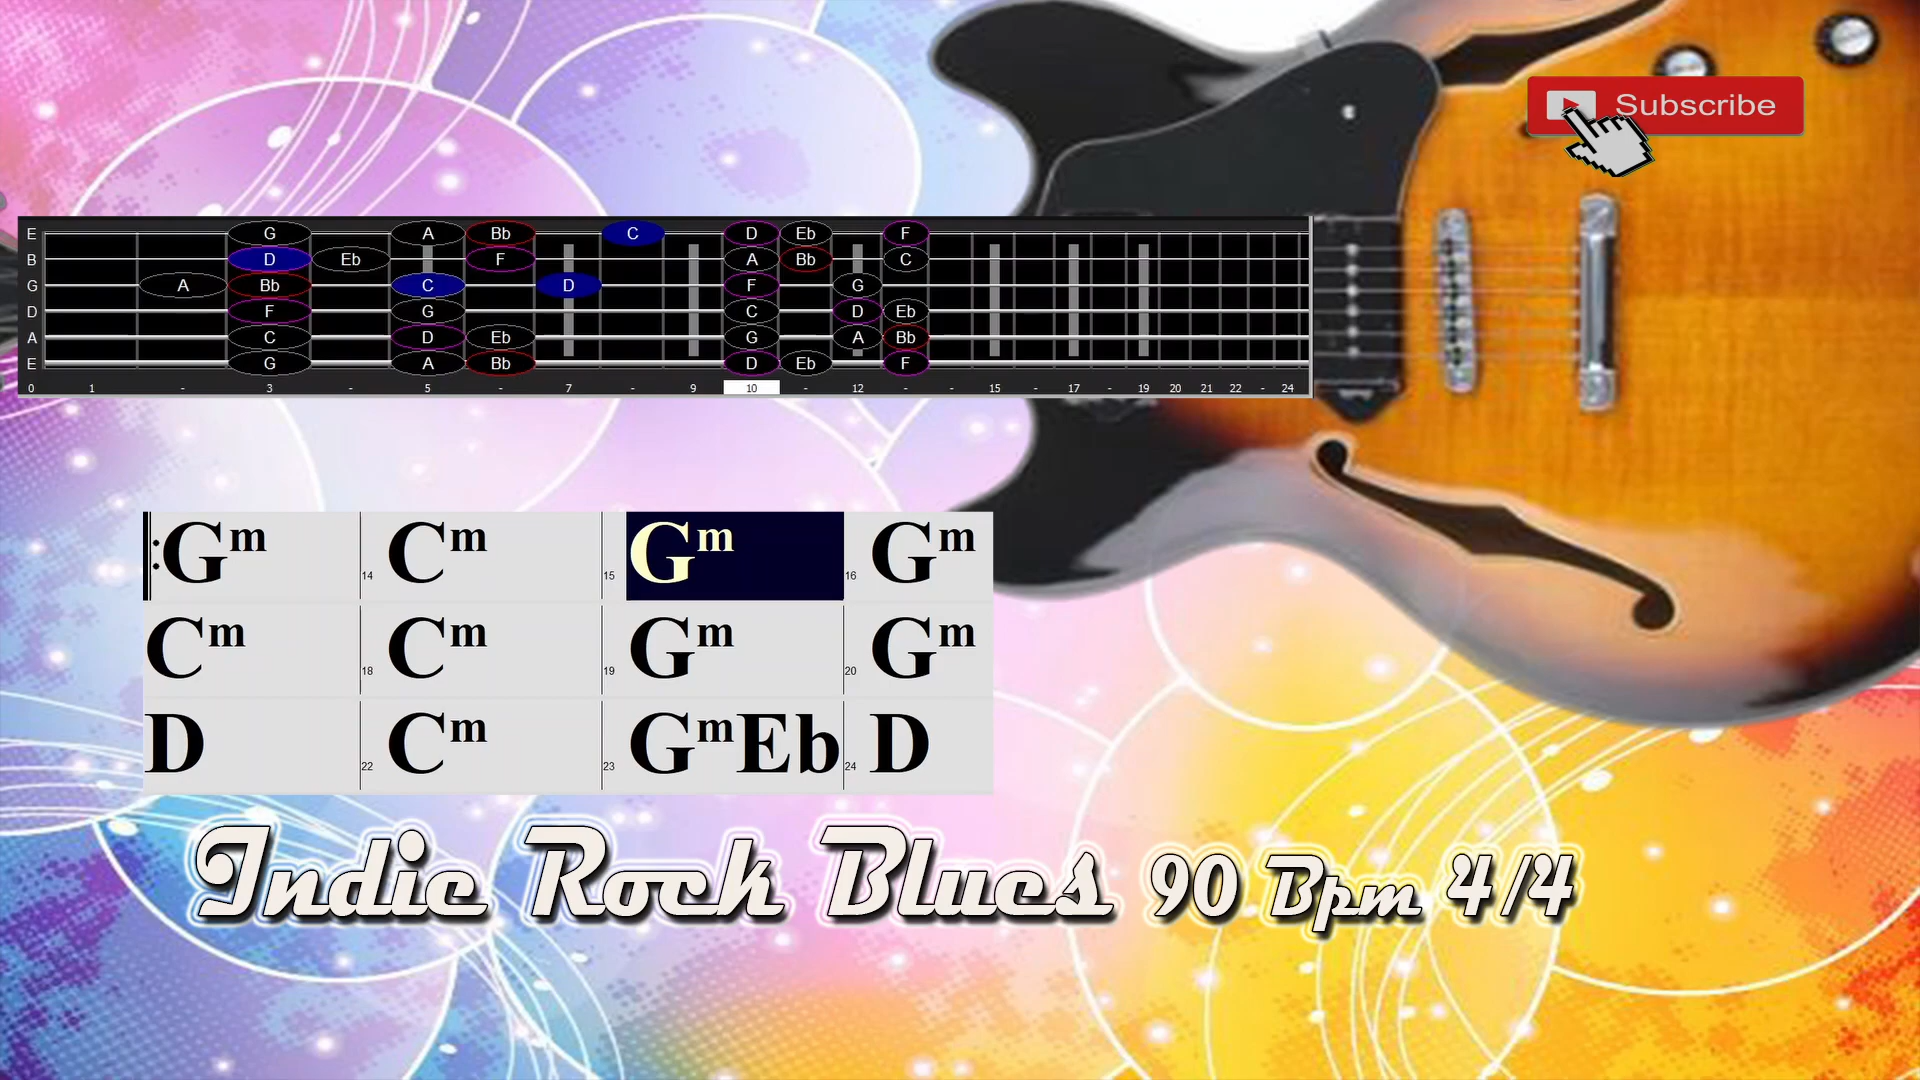 Subscribe
E G A Bb C D Eb F
B D Eb F A Bb C
G A Bb C D F G
D F G C D Eb
A C D Eb G A Bb
E G A Bb D Eb F
0 1 - 3 - 5 - 7 - 9 10 - 12 - - 15 - 17 - 19 20 21 22 - 24
:Gm 14 Cm 15 Gm 16 Gm
Cm 18 Cm 19 Gm 20 Gm
D 22 Cm 23 GmEb 24 D
Indie Rock Blues 90 Bpm 4/4